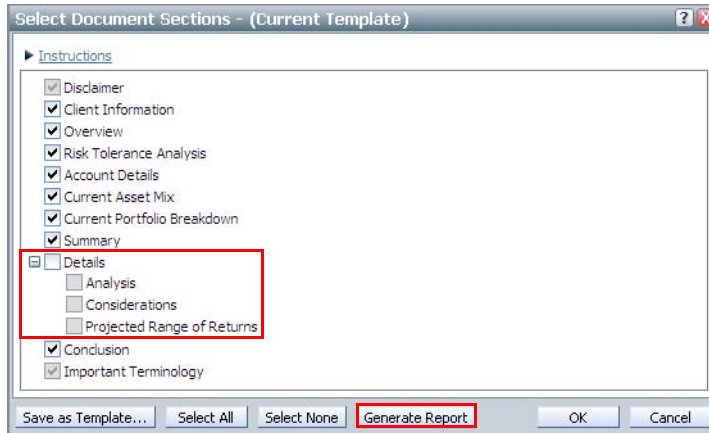 Select Document Sections - (Current Template)
Instructions
Disclaimer
Client Information
Overview
Risk Tolerance Analysis
Account Details
Current Asset Mix
Current Portfolio Breakdown
Summary
Details
Analysis
Considerations
Projected Range of Returns
Conclusion
Important Terminology
Save as Template... Select All Select None Generate Report OK Cancel